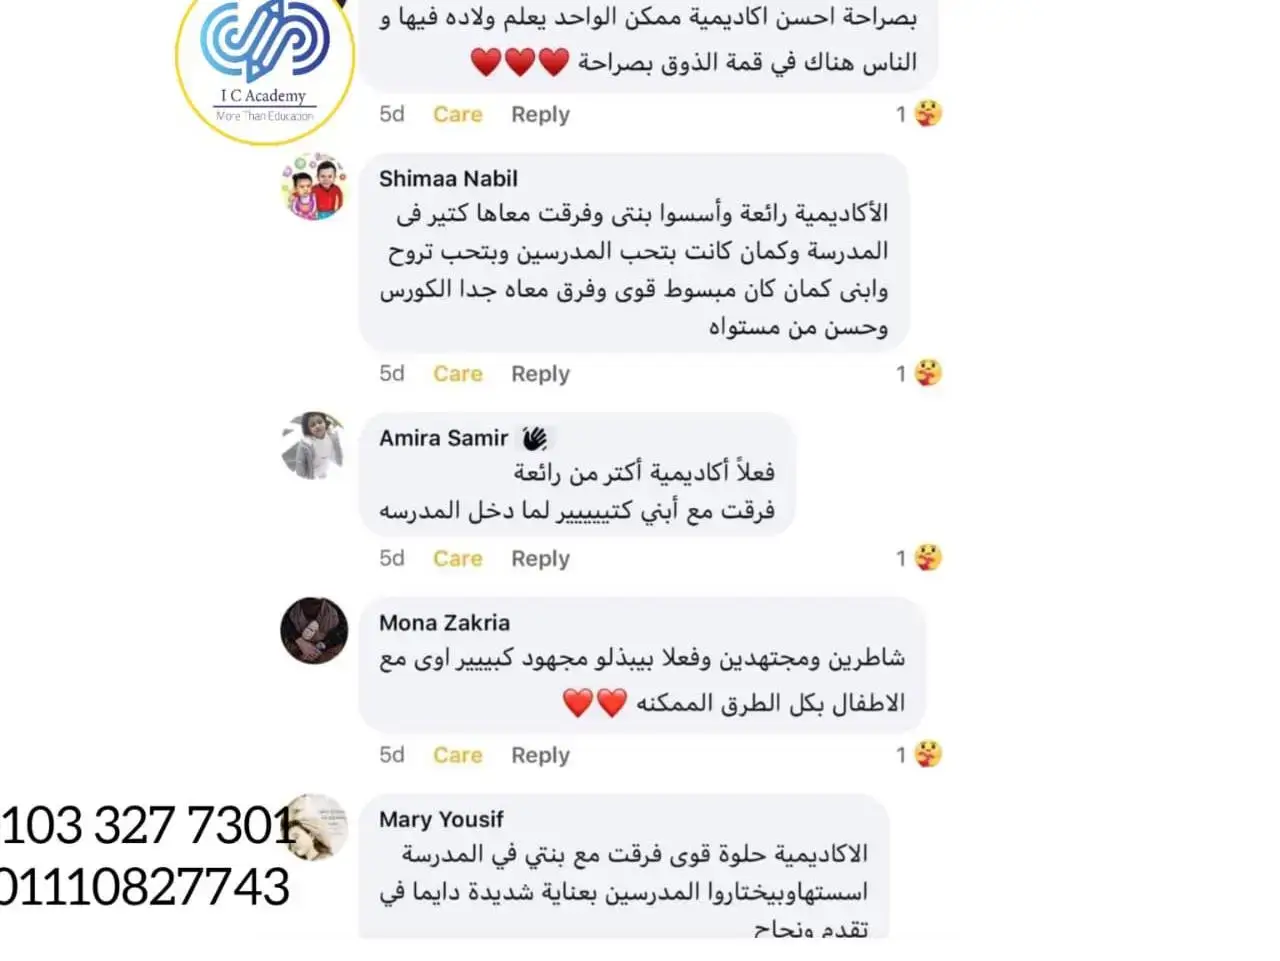 بصراحة احسن اكاديمية ممكن الواحد يعلم ولاده فيها و
الناس هناك في قمة الذوق بصراحة ❤️❤️❤️
I C Academy
More Than Education
5d Care Reply 1
Shimaa Nabil
الأكاديمية رائعة وأسسوا بنتى وفرقت معاها كتير فى
المدرسة وكمان كانت بتحب المدرسين وبتحب تروح
وابنى كمان كان مبسوط قوى وفرق معاه جدا الكورس
وحسن من مستواه
5d Care Reply 1
Amira Samir
فعلاً أكاديمية أكتر من رائعة
فرقت مع أبني كتيييييير لما دخل المدرسه
5d Care Reply 1
Mona Zakria
شاطرين ومجتهدين وفعلا بيبذلو مجهود كبييير اوى مع
الاطفال بكل الطرق الممكنه ❤️❤️
5d Care Reply 1
Mary Yousif
الاكاديمية حلوة قوى فرقت مع بنتي في المدرسة
اسستهاوبيختاروا المدرسين بعناية شديدة دايما في
تقدم ونجاح
103 327 7301
01110827743